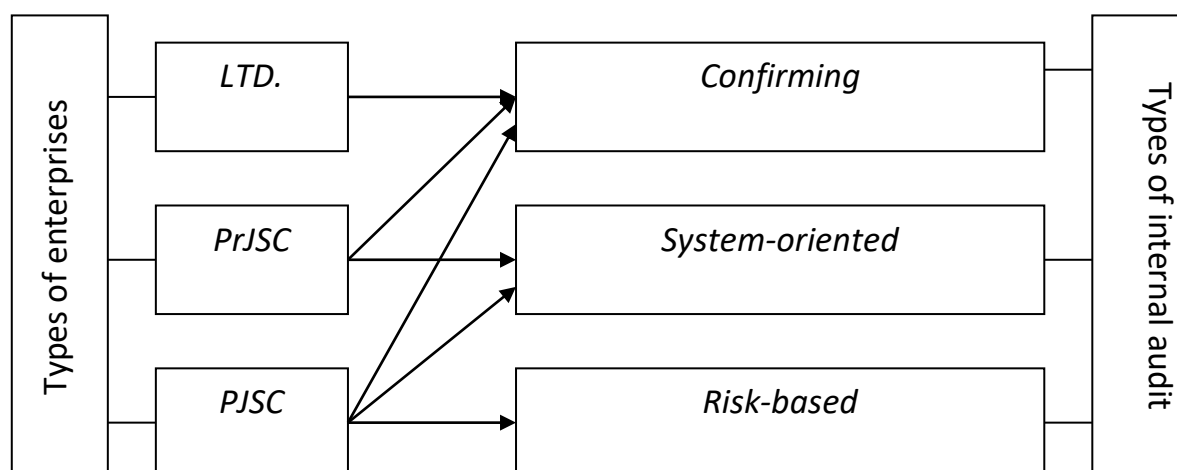 Types of enterprises
LTD.
PrJSC
PJSC
Confirming
System-oriented
Risk-based
Types of internal audit